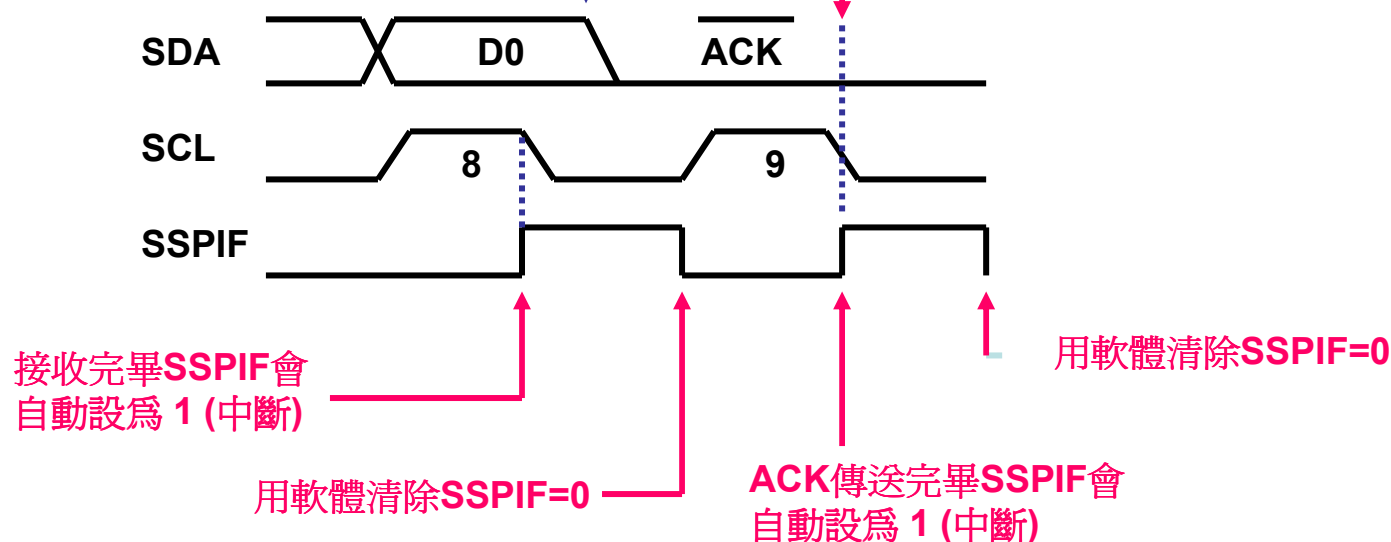 SDA
D0
ACK
SCL
8
9
SSPIF
接收完畢SSPIF會
自動設爲 1 (中斷)
用軟體清除SSPIF=0
用軟體清除SSPIF=0
ACK傳送完畢SSPIF會
自動設爲 1 (中斷)